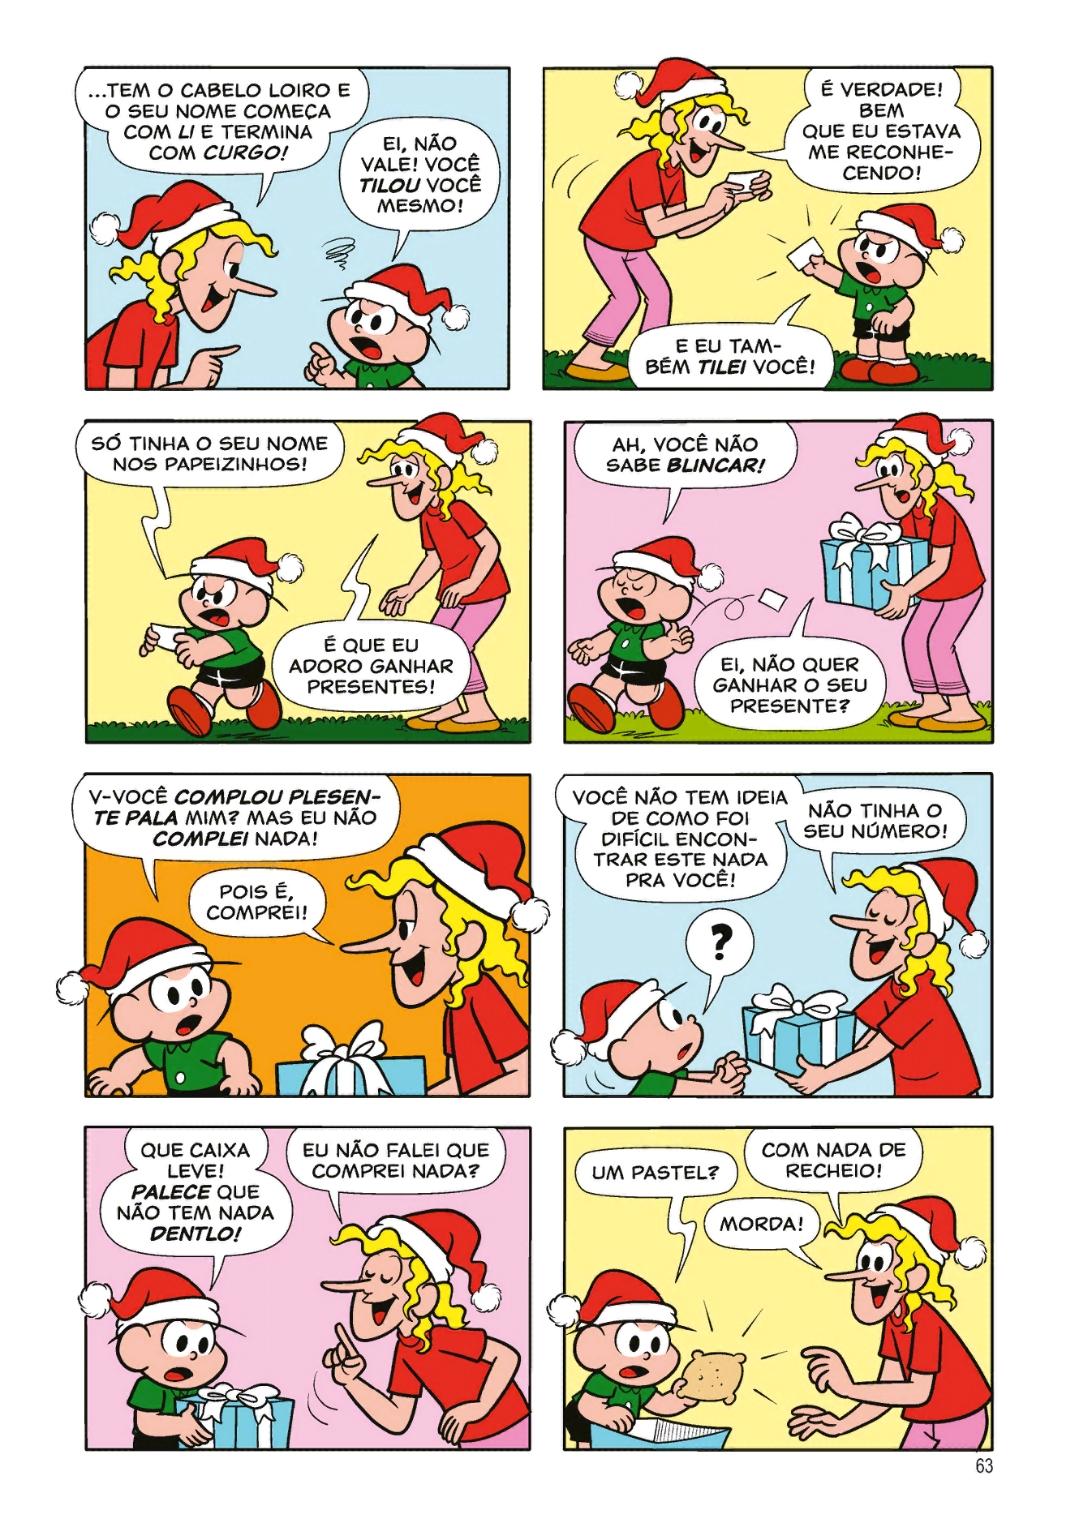 ...TEM O CABELO LOIRO E
O SEU NOME COMEÇA
COM LI E TERMINA
COM CURGO!
EI, NÃO
VALE! VOCÊ
TILOU VOCÊ
MESMO!
É VERDADE!
BEM
QUE EU ESTAVA
ME RECONHE-
CENDO!
E EU TAM-
BÉM TILEI VOCÊ!
SÓ TINHA O SEU NOME
NOS PAPEIZINHOS!
É QUE EU
ADORO GANHAR
PRESENTES!
AH, VOCÊ NÃO
SABE BLINCAR!
EI, NÃO QUER
GANHAR O SEU
PRESENTE?
V-VOCÊ COMPLOU PLESEN-
TE PALA MIM? MAS EU NÃO
COMPLEI NADA!
POIS É,
COMPREI!
VOCÊ NÃO TEM IDEIA
DE COMO FOI
DIFÍCIL ENCON-
TRAR ESTE NADA
PRA VOCÊ!
NÃO TINHA O
SEU NÚMERO!
?
QUE CAIXA
LEVE!
PALECE QUE
NÃO TEM NADA
DENTLO!
EU NÃO FALEI QUE
COMPREI NADA?
UM PASTEL?
COM NADA DE
RECHEIO!
MORDA!
63